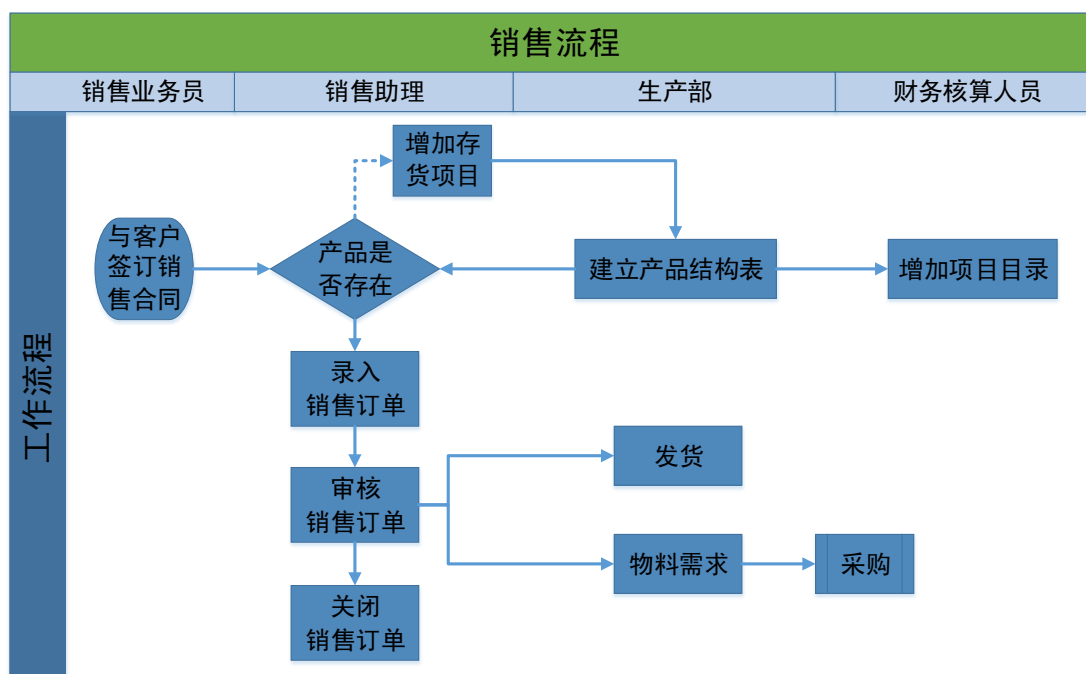 销售流程
销售业务员
销售助理
生产部
财务核算人员
工作流程
增加存
货项目
与客户
签订销
售合同
产品是
否存在
建立产品结构表
增加项目目录
录入
销售订单
审核
销售订单
发货
物料需求
采购
关闭
销售订单